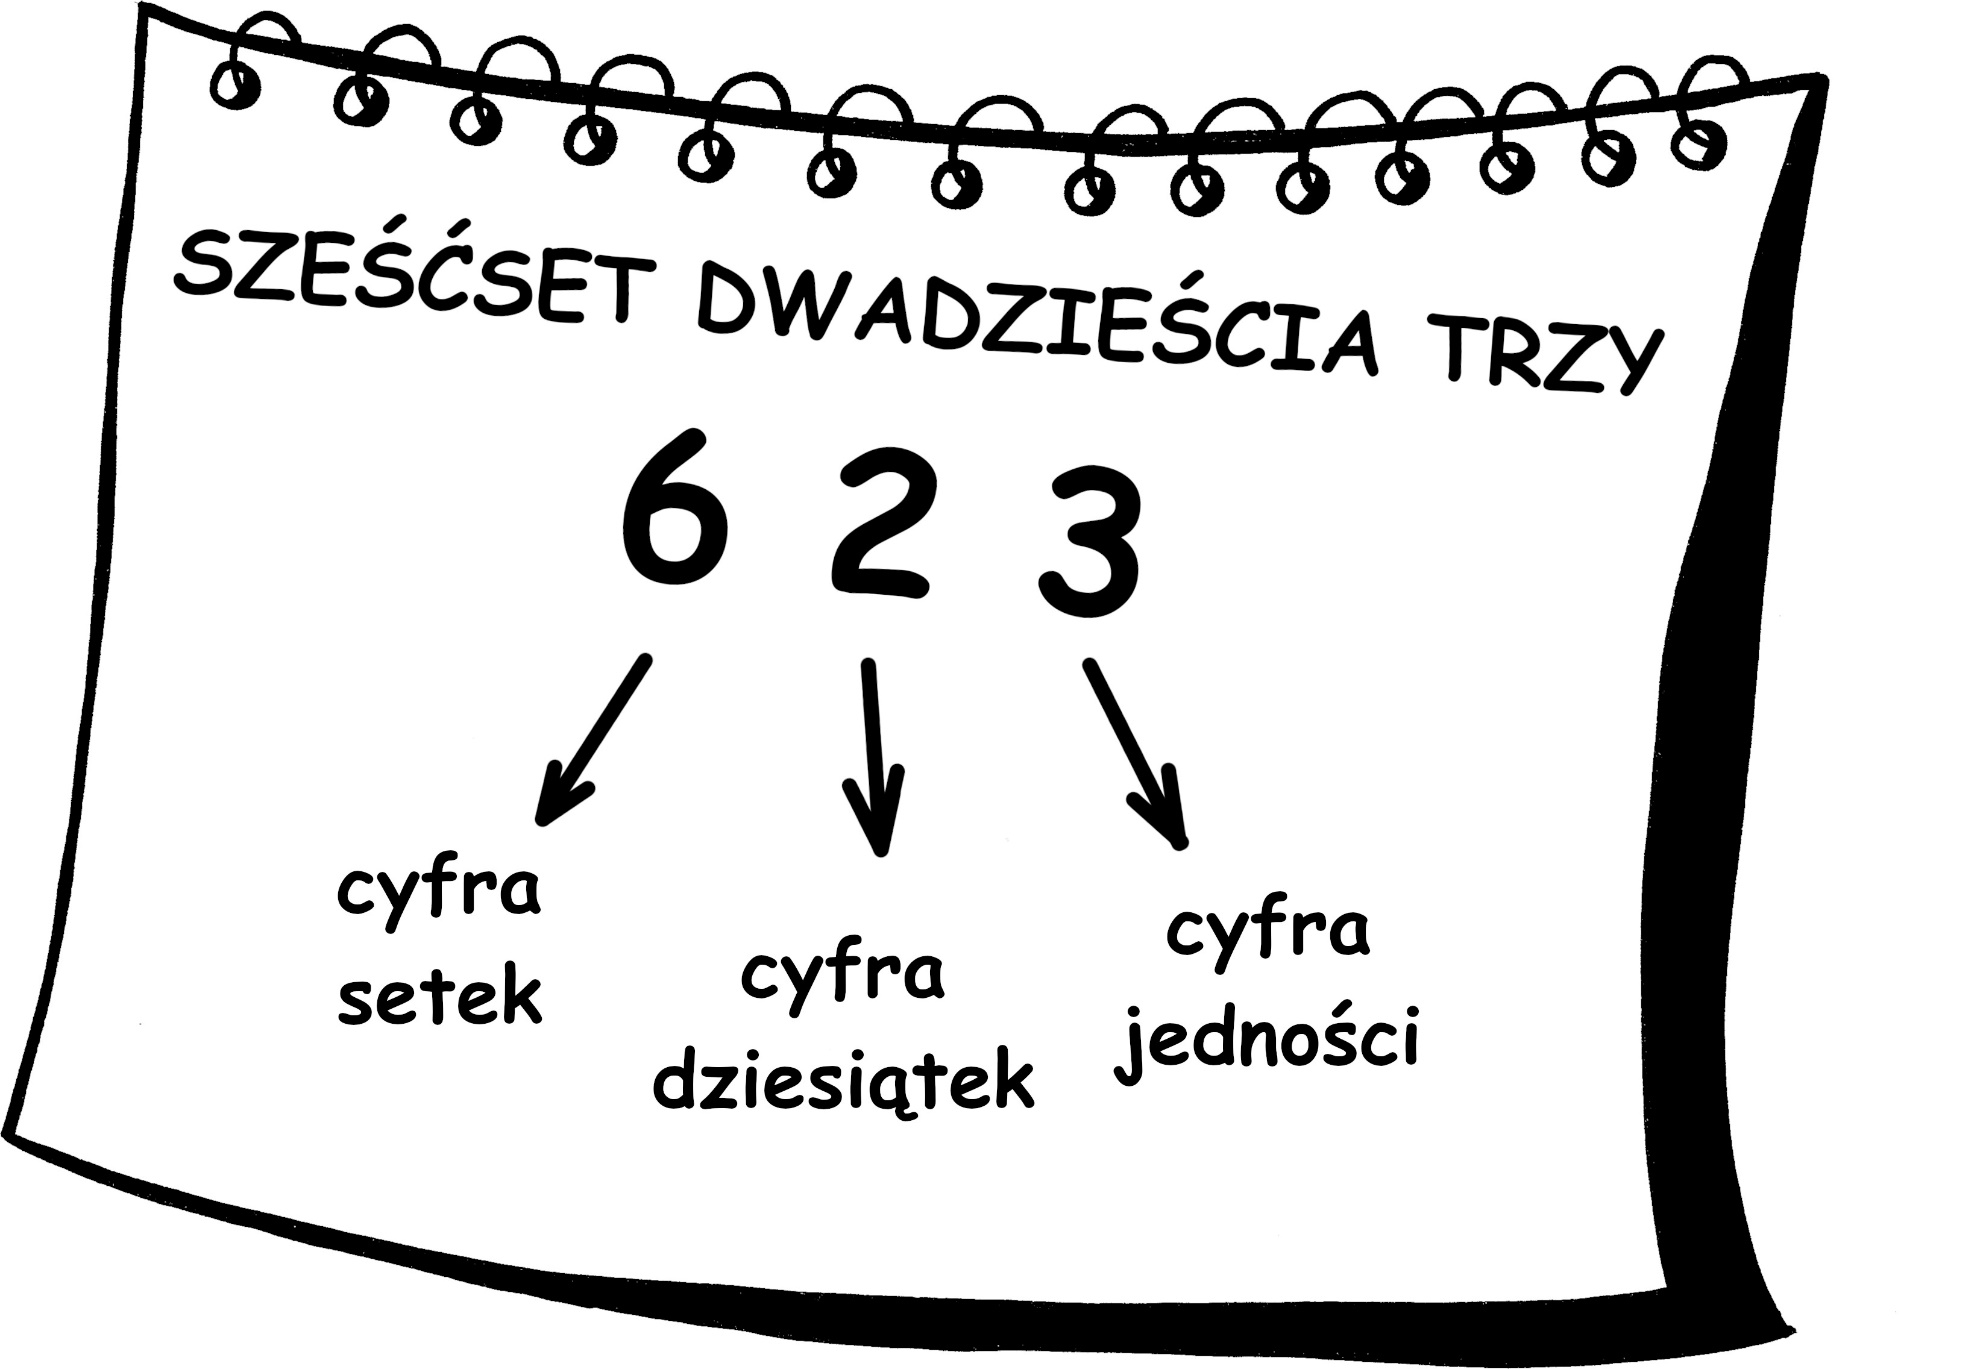 SZEŚĆSET DWADZIEŚCIA TRZY
6 2 3
cyfra
setek
cyfra
dziesiątek
cyfra
jedności